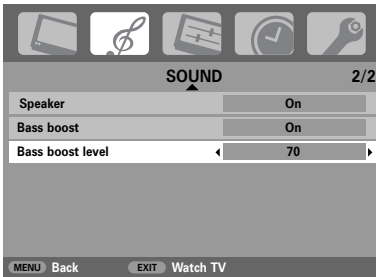 SOUND 2/2
Speaker On
Bass boost On
Bass boost level 70
MENU Back EXIT Watch TV